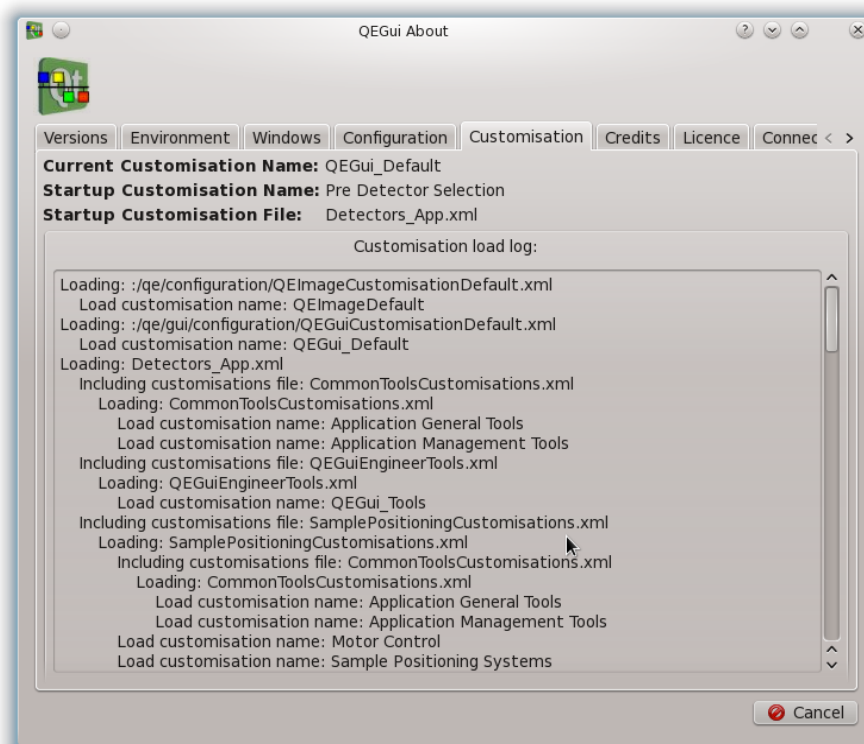 QEGui About
Versions Environment Windows Configuration Customisation Credits Licence Connec
Current Customisation Name: QEGui_Default
Startup Customisation Name: Pre Detector Selection
Startup Customisation File: Detectors_App.xml
Customisation load log:
Loading: :/qe/configuration/QEImageCustomisationDefault.xml
Load customisation name: QEImageDefault
Loading: :/qe/gui/configuration/QEGuiCustomisationDefault.xml
Load customisation name: QEGui_Default
Loading: Detectors_App.xml
Including customisations file: CommonToolsCustomisations.xml
Loading: CommonToolsCustomisations.xml
Load customisation name: Application General Tools
Load customisation name: Application Management Tools
Including customisations file: QEGuiEngineerTools.xml
Loading: QEGuiEngineerTools.xml
Load customisation name: QEGui_Tools
Including customisations file: SamplePositioningCustomisations.xml
Loading: SamplePositioningCustomisations.xml
Including customisations file: CommonToolsCustomisations.xml
Loading: CommonToolsCustomisations.xml
Load customisation name: Application General Tools
Load customisation name: Application Management Tools
Load customisation name: Motor Control
Load customisation name: Sample Positioning Systems
Cancel